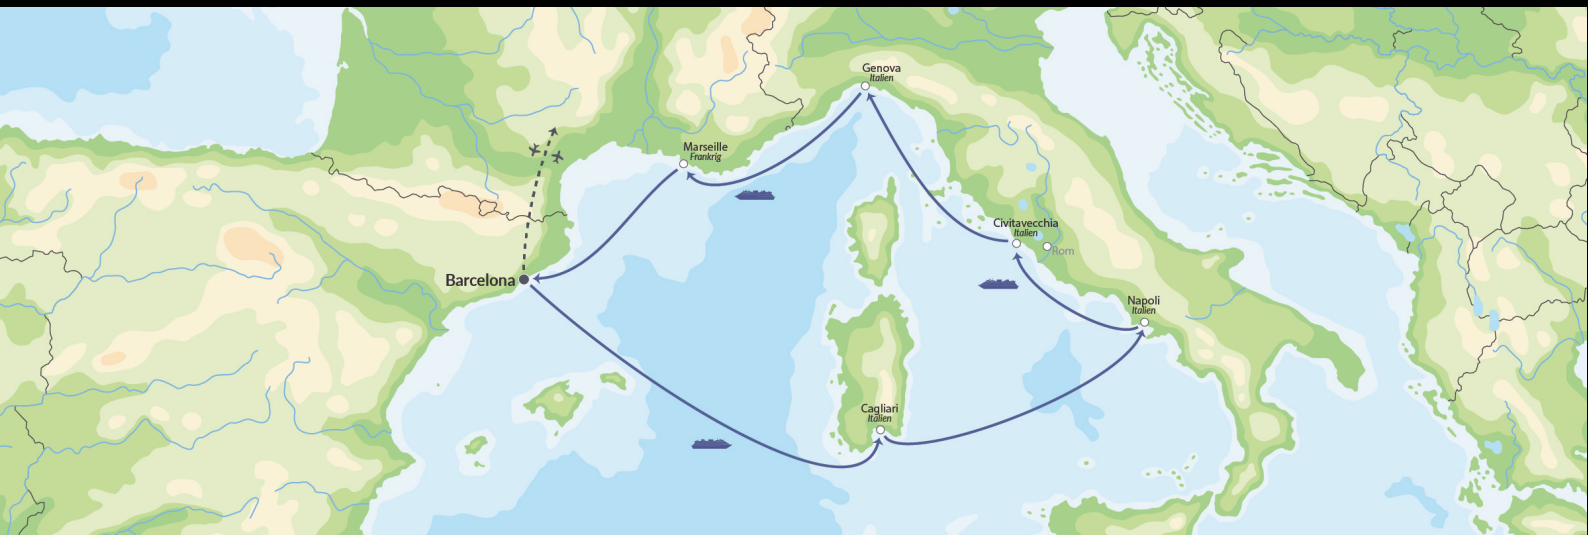 Genova
Italien
Marseille
Frankrig
Civitavecchia
Italien
Rom
Barcelona
Napoli
Italien
Cagliari
Italien